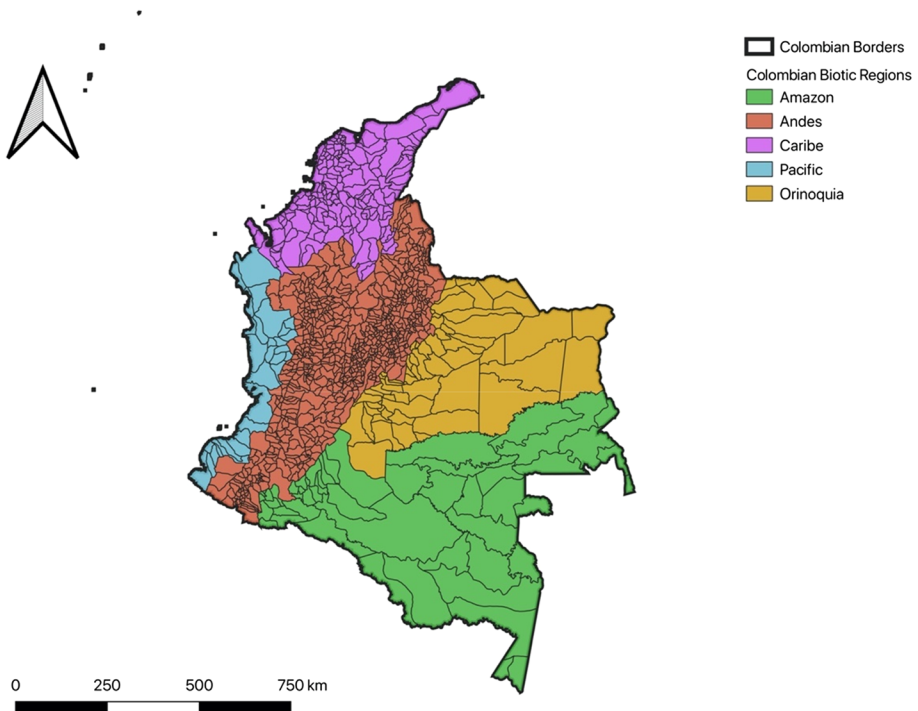 Colombian Borders
Colombian Biotic Regions
Amazon
Andes
Caribe
Pacific
Orinoquia
0 250 500 750 km